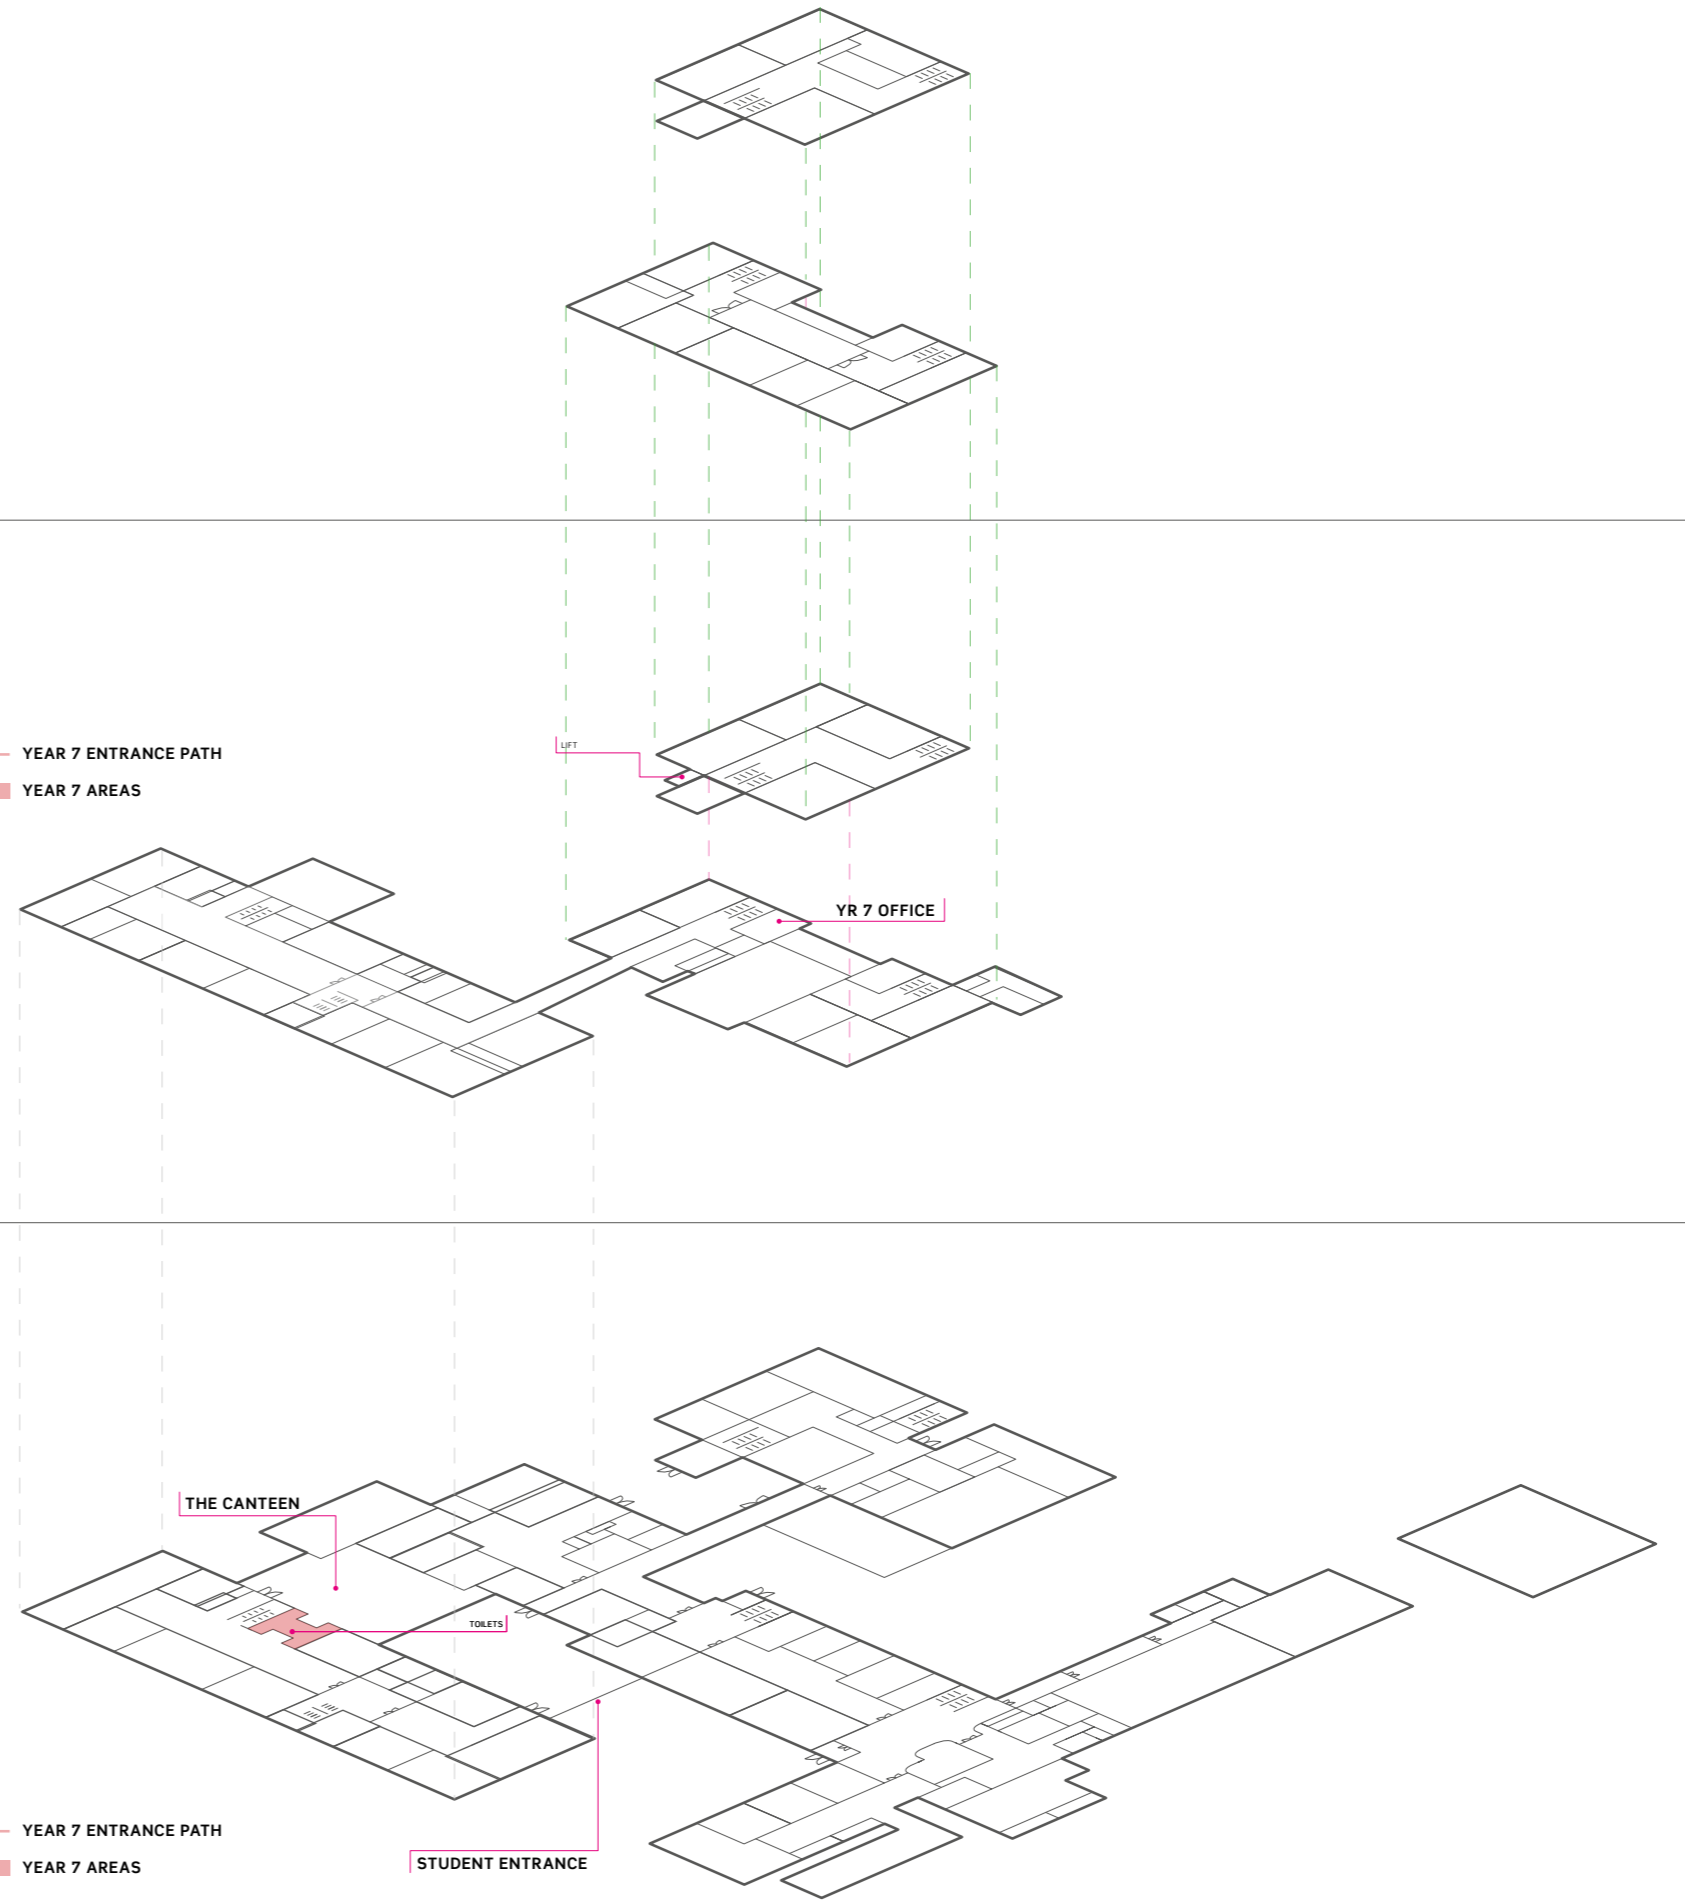 LIFT
YEAR 7 ENTRANCE PATH
YEAR 7 AREAS
YR 7 OFFICE
THE CANTEEN
TOILETS
YEAR 7 ENTRANCE PATH
STUDENT ENTRANCE
YEAR 7 AREAS